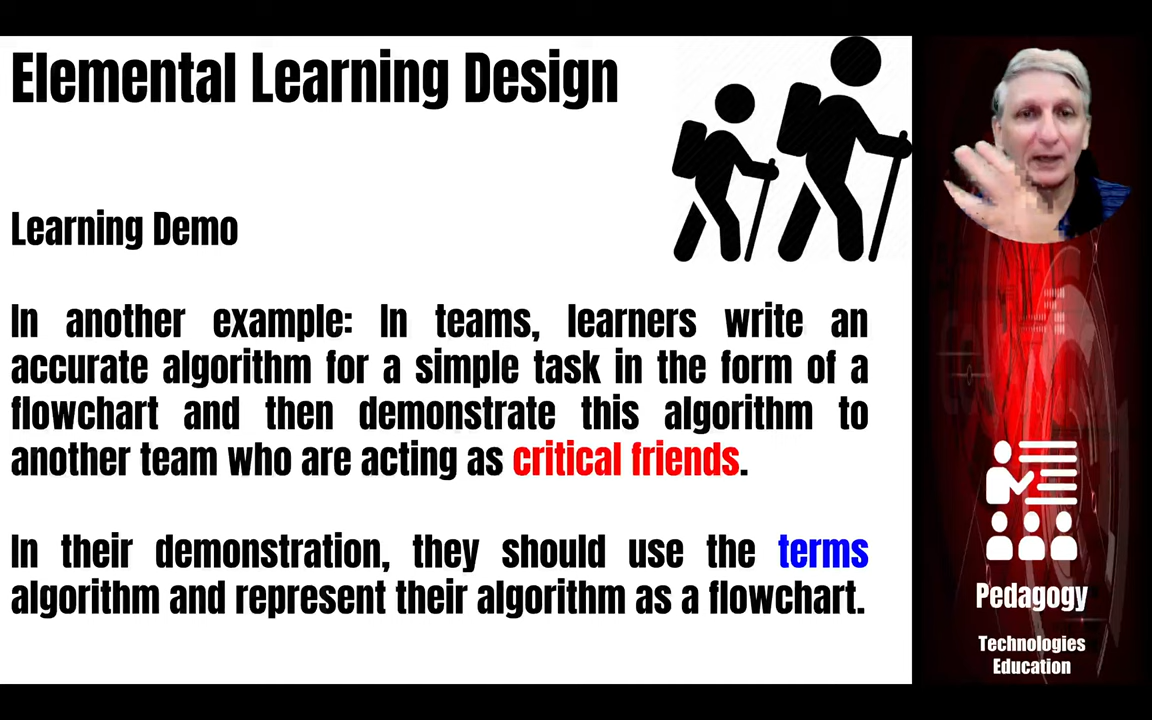 Elemental Learning Design
Learning Demo
In another example: In teams, learners write an
accurate algorithm for a simple task in the form of a
flowchart and then demonstrate this algorithm to
another team who are acting as critical friends.
In their demonstration, they should use the terms
algorithm and represent their algorithm as a flowchart.
Pedagogy
Technologies
Education